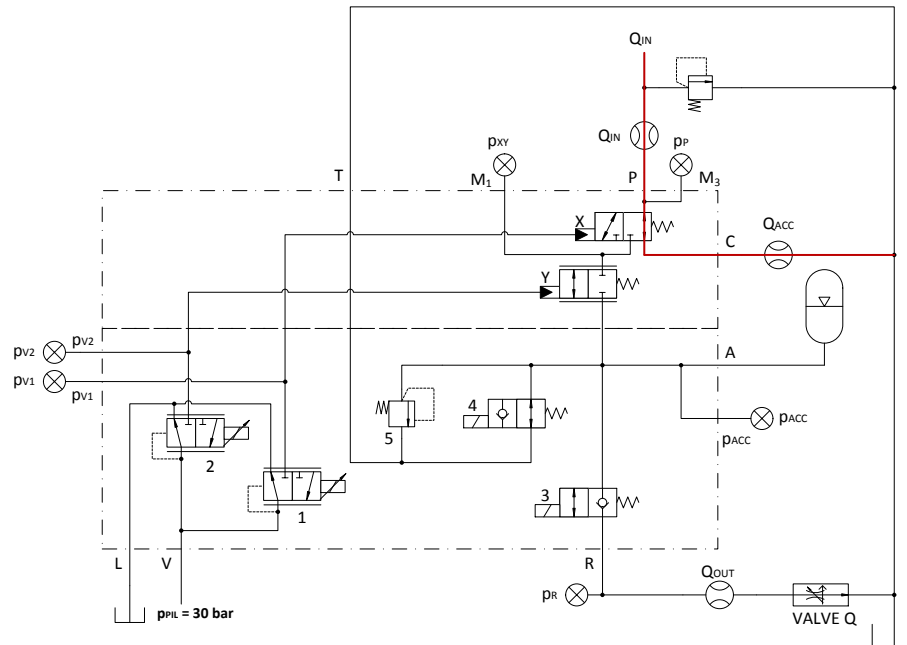 QIN
QIN
pXY
pP
T
M1
P
M3
X
QACC
C
Y
pV2
pV2
A
pV1
pV1
4
5
pACC
pACC
2
3
1
L
V
R
QOUT
pR
pPIL = 30 bar
VALVE Q